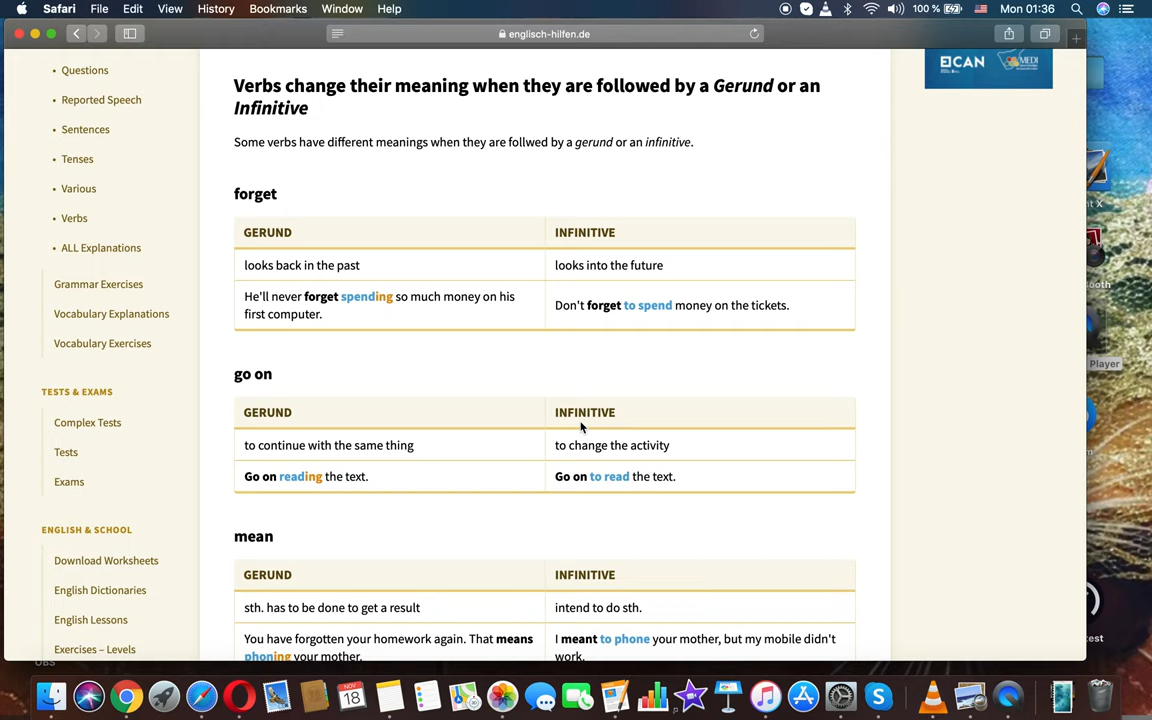 Safari File Edit View History Bookmarks Window Help 100 % Mon 01:36
englisch-hilfen.de
Questions
Reported Speech
Sentences
Tenses
Various
Verbs
ALL Explanations
Grammar Exercises
Vocabulary Explanations
Vocabulary Exercises
TESTS & EXAMS
Complex Tests
Tests
Exams
ENGLISH & SCHOOL
Download Worksheets
English Dictionaries
English Lessons
Exercises – Levels
Verbs change their meaning when they are followed by a Gerund or an
Infinitive
Some verbs have different meanings when they are follwed by a gerund or an infinitive.
forget
GERUND INFINITIVE
looks back in the past looks into the future
He'll never forget spending so much money on his
first computer.
Don't forget to spend money on the tickets.
go on
GERUND INFINITIVE
to continue with the same thing to change the activity
Go on reading the text. Go on to read the text.
mean
GERUND INFINITIVE
sth. has to be done to get a result intend to do sth.
You have forgotten your homework again. That means
phoning your mother.
I meant to phone your mother, but my mobile didn't
work.
CAN MEDI
Player
OBS
NOV
18